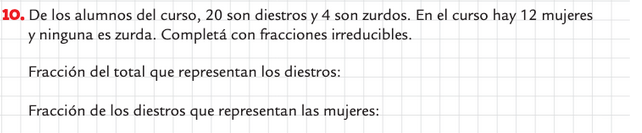 10. De los alumnos del curso, 20 son diestros y 4 son zurdos. En el curso hay 12 mujeres
y ninguna es zurda. Completá con fracciones irreducibles.
Fracción del total que representan los diestros:
Fracción de los diestros que representan las mujeres: